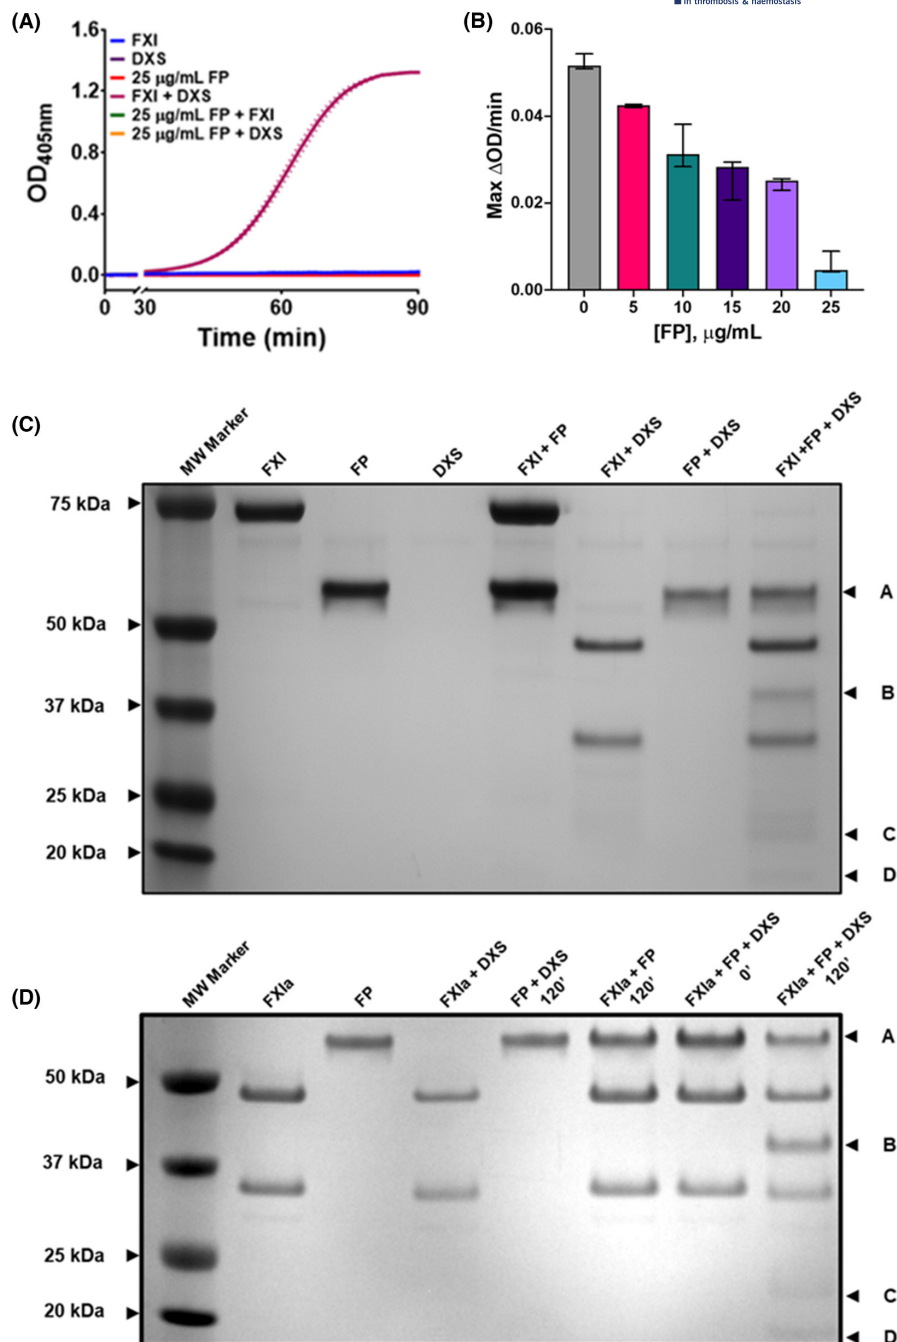 in thrombosis & haemostasis
(A)
1.6
1.2
0.8
0.4
0.0
OD405nm
FXI
DXS
25 μg/mL FP
FXI + DXS
25 μg/mL FP + FXI
25 μg/mL FP + DXS
0 30 60 90
Time (min)
(B)
0.06
0.04
0.02
0.00
Max ΔOD/min
0 5 10 15 20 25
[FP], μg/mL
(C)
MW Marker
FXI
FP
DXS
FXI + FP
FXI + DXS
FP + DXS
FXI +FP + DXS
75 kDa
50 kDa
37 kDa
25 kDa
20 kDa
A
B
C
D
(D)
MW Marker
FXIa
FP
FXIa + DXS
FP + DXS
120'
FXIa + FP
120'
FXIa + FP + DXS
0'
FXIa + FP + DXS
120'
50 kDa
37 kDa
25 kDa
20 kDa
A
B
C
D